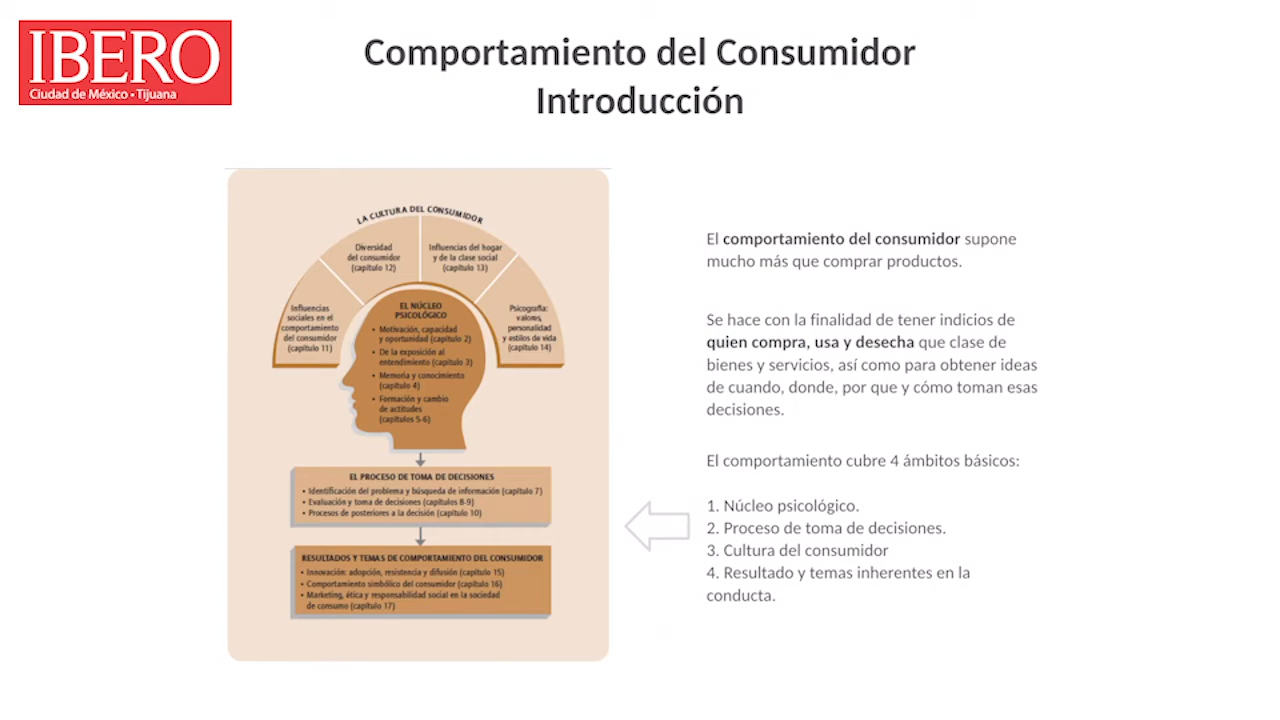 IBERO
Ciudad de México • Tijuana
Comportamiento del Consumidor
Introducción
LA CULTURA DEL CONSUMIDOR
Influencias
sociales en el
comportamiento
del consumidor
(capítulo 11)
Diversidad
del consumidor
(capítulo 12)
Influencias del hogar
y de la clase social
(capítulo 13)
Psicografía:
valores,
personalidad
y estilos de vida
(capítulo 14)
EL NÚCLEO
PSICOLÓGICO
• Motivación, capacidad
y oportunidad (capítulo 2)
• De la exposición al
entendimiento (capítulo 3)
• Memoria y conocimiento
(capítulo 4)
• Formación y cambio
de actitudes
(capítulos 5-6)
EL PROCESO DE TOMA DE DECISIONES
• Identificación del problema y búsqueda de información (capítulo 7)
• Evaluación y toma de decisiones (capítulos 8-9)
• Procesos de posteriores a la decisión (capítulo 10)
RESULTADOS Y TEMAS DE COMPORTAMIENTO DEL CONSUMIDOR
• Innovación: adopción, resistencia y difusión (capítulo 15)
• Comportamiento simbólico del consumidor (capítulo 16)
• Marketing, ética y responsabilidad social en la sociedad
de consumo (capítulo 17)
El comportamiento del consumidor supone
mucho más que comprar productos.
Se hace con la finalidad de tener indicios de
quien compra, usa y desecha que clase de
bienes y servicios, así como para obtener ideas
de cuando, donde, por que y cómo toman esas
decisiones.
El comportamiento cubre 4 ámbitos básicos:
1. Núcleo psicológico.
2. Proceso de toma de decisiones.
3. Cultura del consumidor
4. Resultado y temas inherentes en la
conducta.